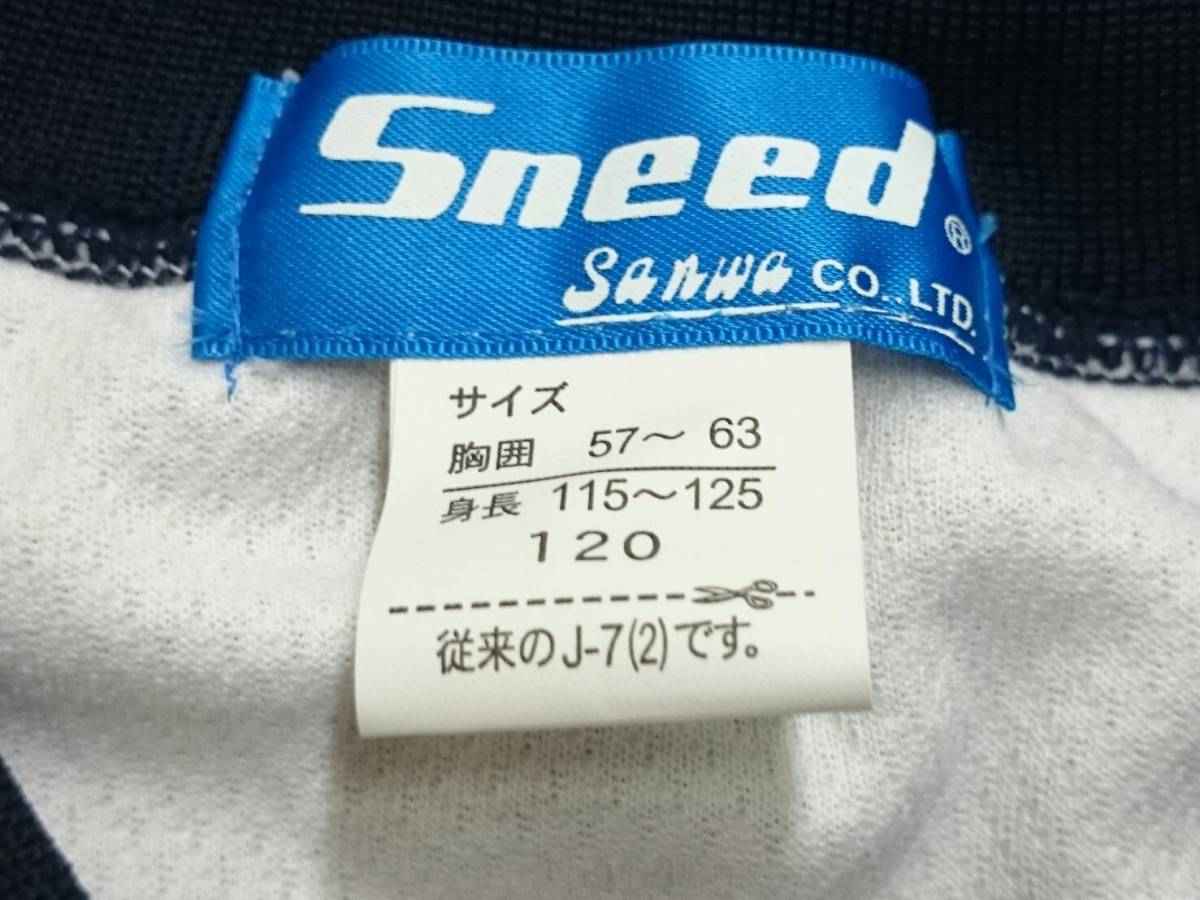 Sneed®
Sanwa CO.,LTD.
サイズ
胸囲 57～63
身長 115～125
120
従来のJ-7(2)です。